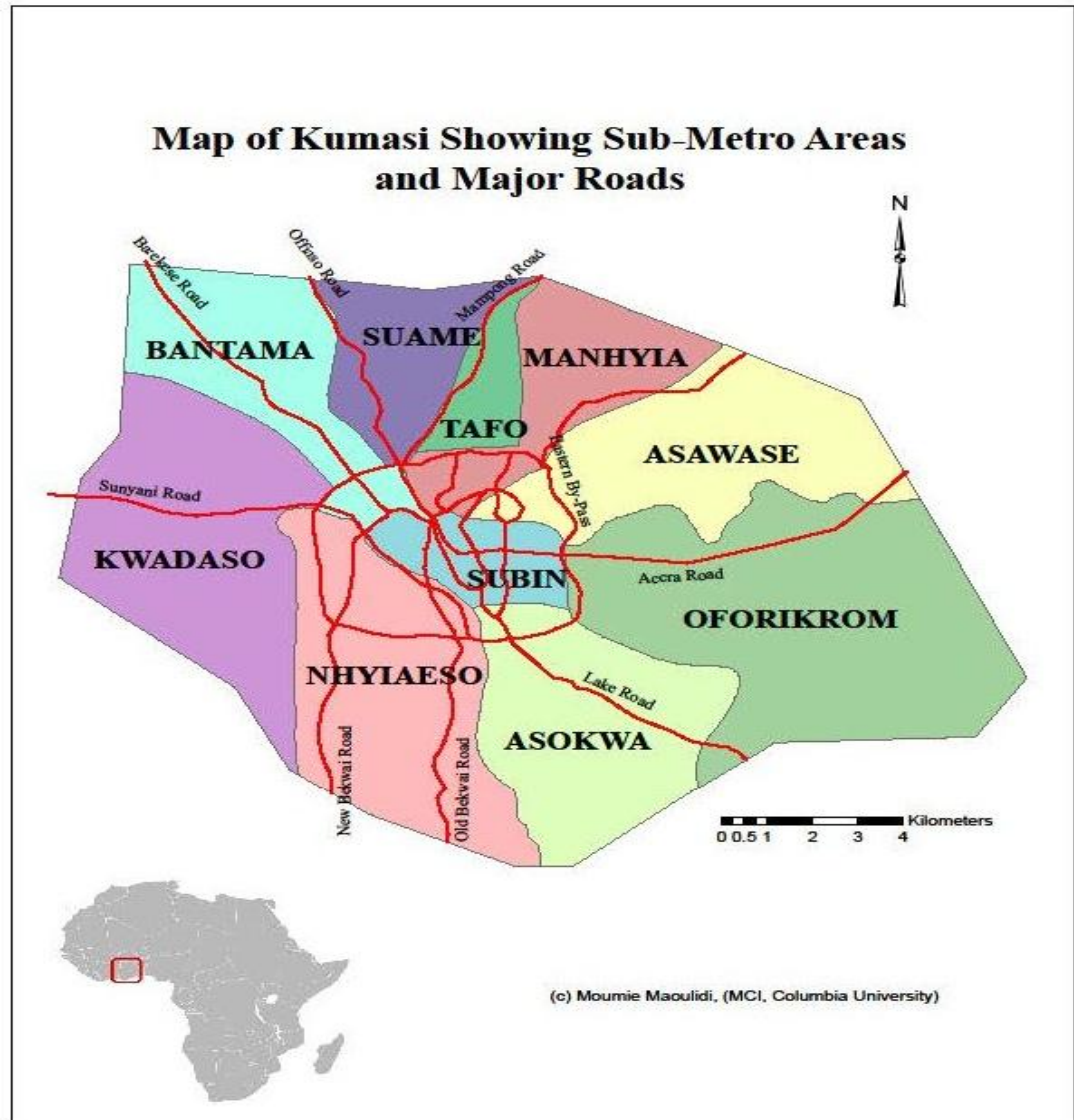 Map of Kumasi Showing Sub-Metro Areas
and Major Roads
N
Barekese Road
Offinso Road
Mampong Road
SUAME
BANTAMA
MANHYIA
TAFO
ASAWASE
Eastern By-Pass
Sunyani Road
KWADASO
SUBIN
Accra Road
OFORIKROM
NHYIAESO
Lake Road
ASOKWA
New Bekwai Road
Old Bekwai Road
Kilometers
0 0.5 1 2 3 4
(c) Moumie Maoulidi, (MCI, Columbia University)